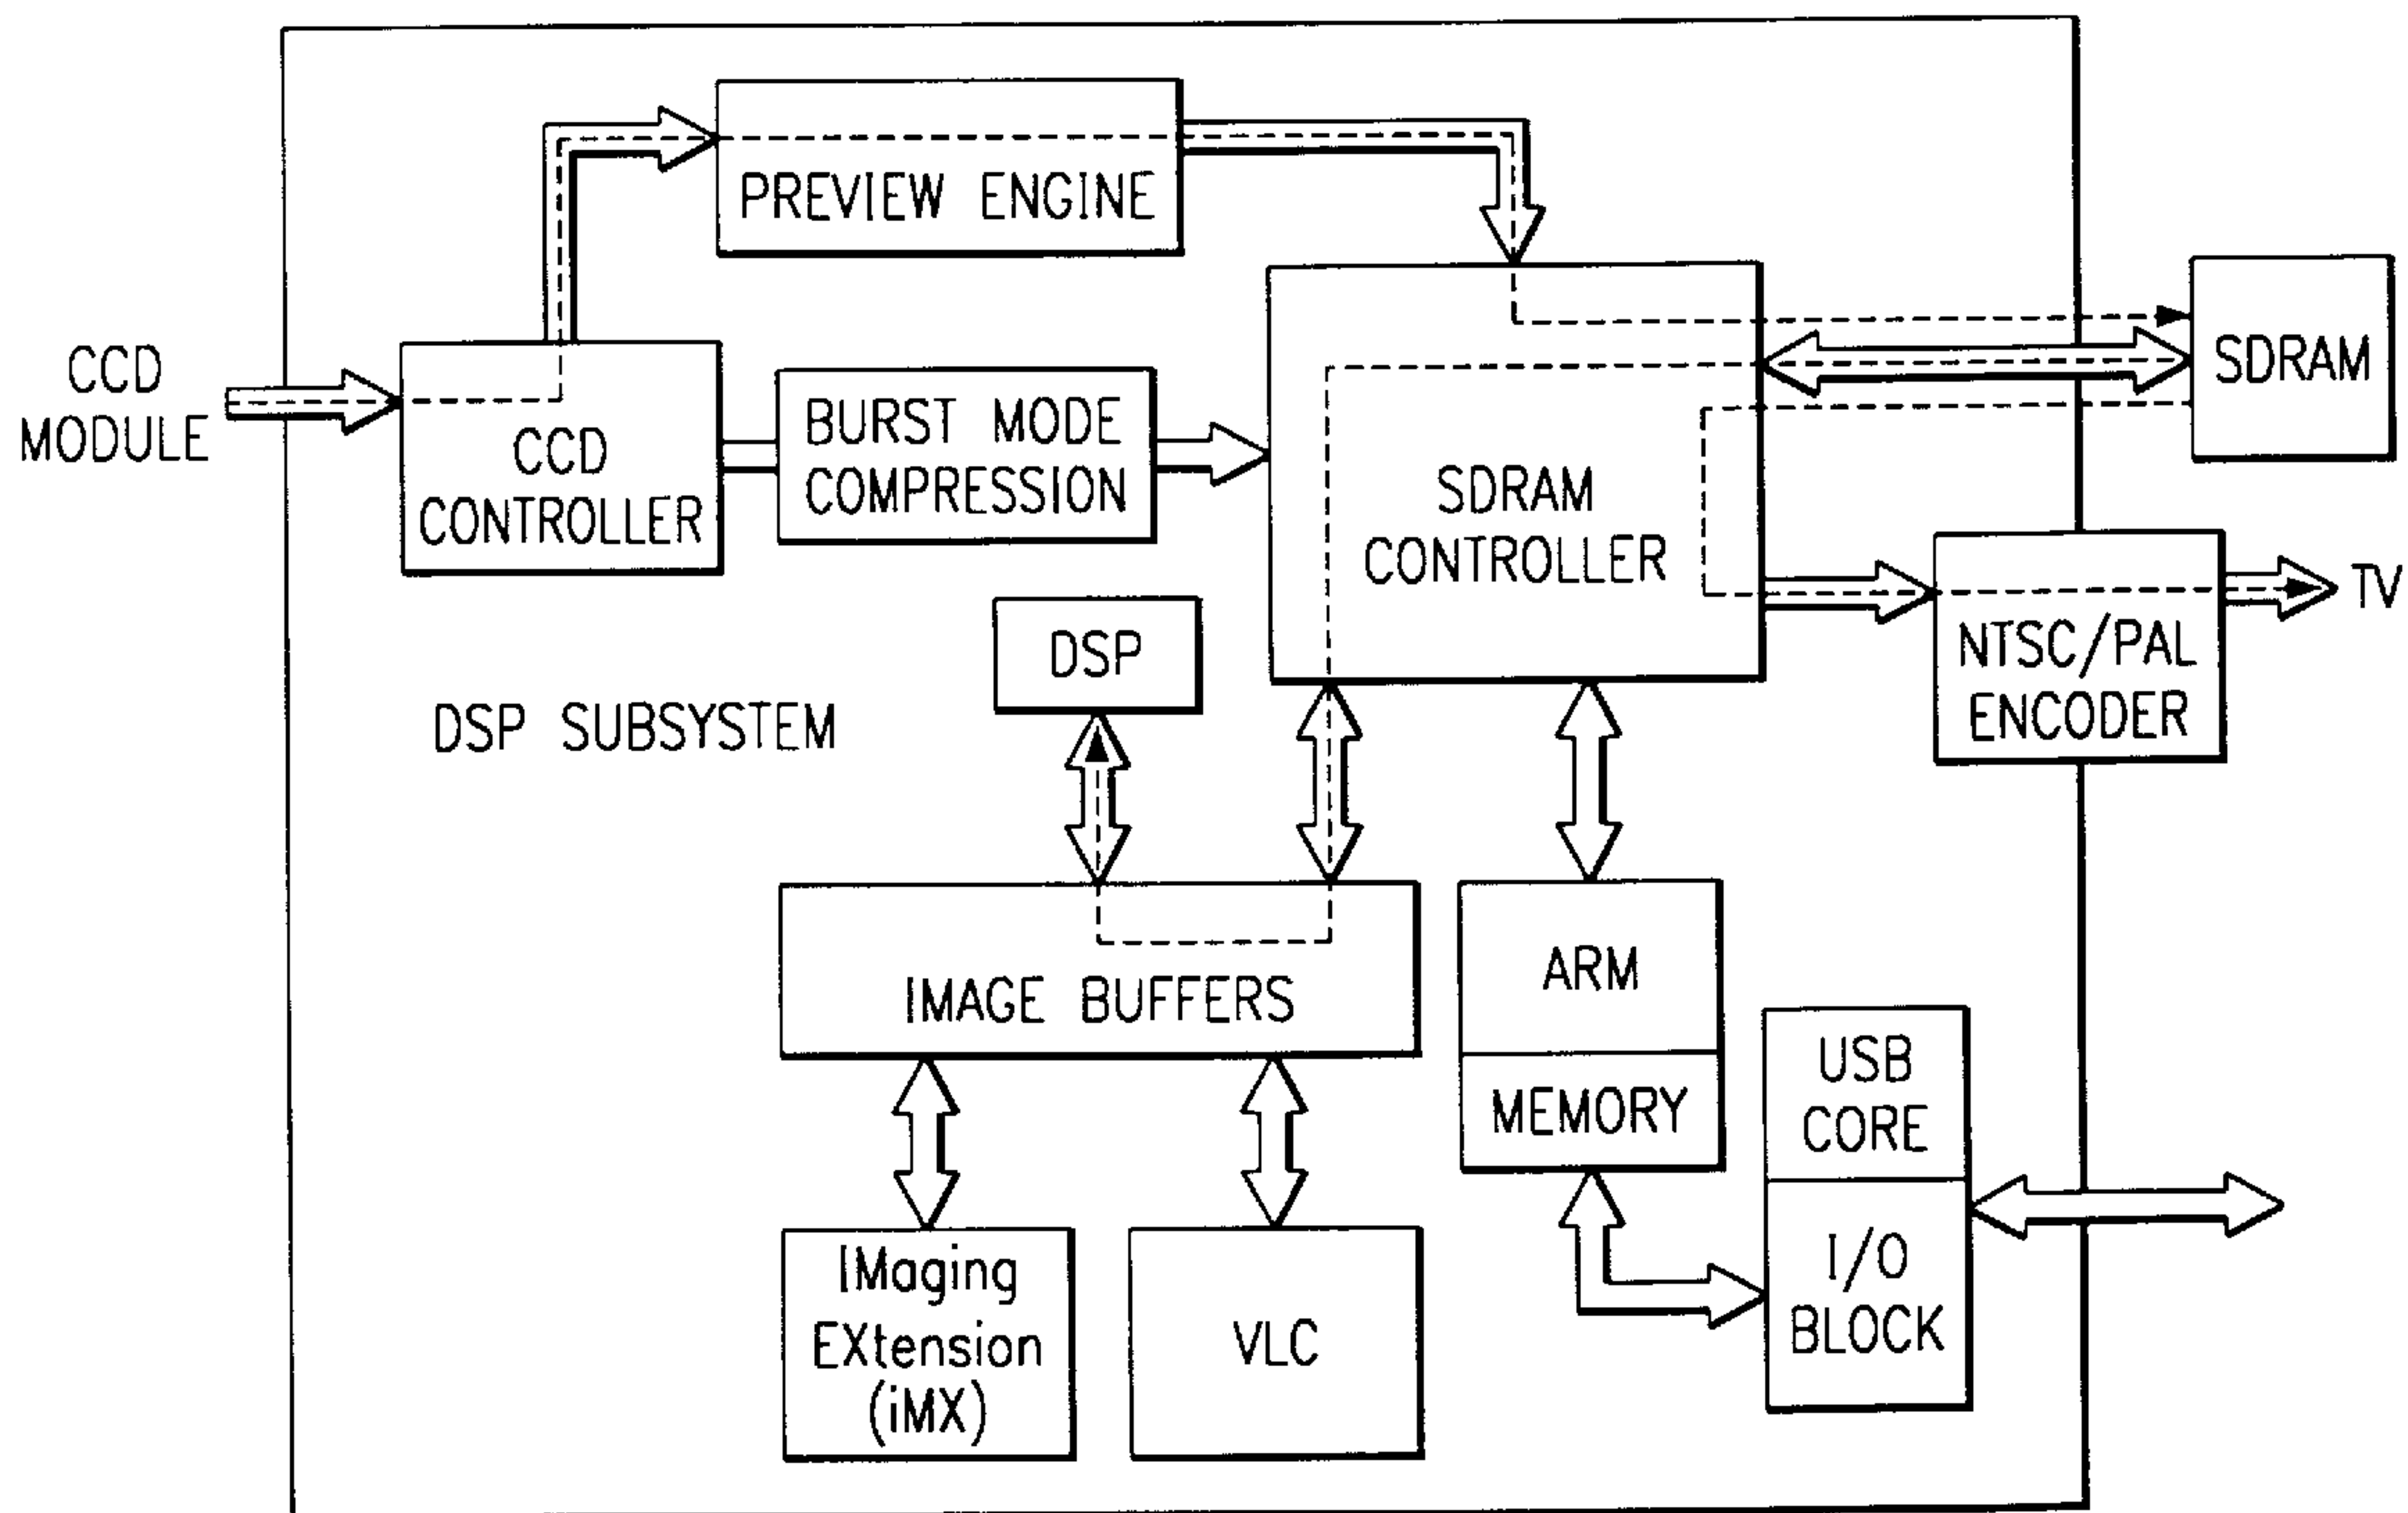 PREVIEW ENGINE
CCD
MODULE
CCD
CONTROLLER
BURST MODE
COMPRESSION
SDRAM
CONTROLLER
SDRAM
NTSC/PAL
ENCODER
TV
DSP
DSP SUBSYSTEM
IMAGE BUFFERS
ARM
MEMORY
USB
CORE
I/O
BLOCK
IMaging
EXtension
(iMX)
VLC